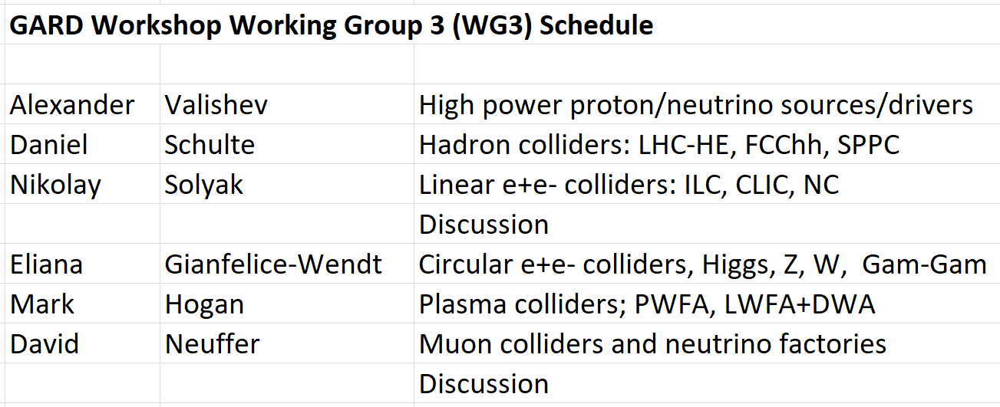 GARD Workshop Working Group 3 (WG3) Schedule
Alexander Valishev High power proton/neutrino sources/drivers
Daniel Schulte Hadron colliders: LHC-HE, FCChh, SPPC
Nikolay Solyak Linear e+e- colliders: ILC, CLIC, NC
Discussion
Eliana Gianfelice-Wendt Circular e+e- colliders, Higgs, Z, W,  Gam-Gam
Mark Hogan Plasma colliders; PWFA, LWFA+DWA
David Neuffer Muon colliders and neutrino factories
Discussion